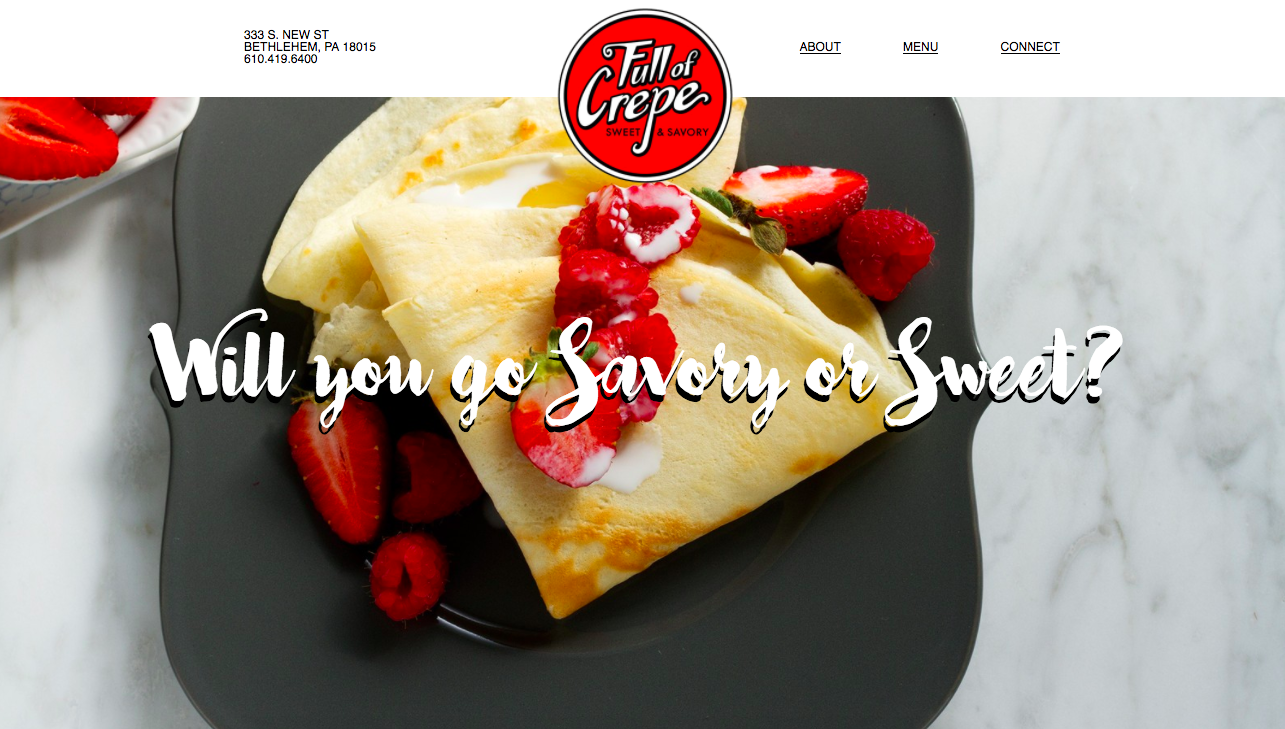 333 S. NEW ST
BETHLEHEM, PA 18015
610.419.6400
Full of
Crepe
SWEET & SAVORY
ABOUT
MENU
CONNECT
Will you go Savory or Sweet?